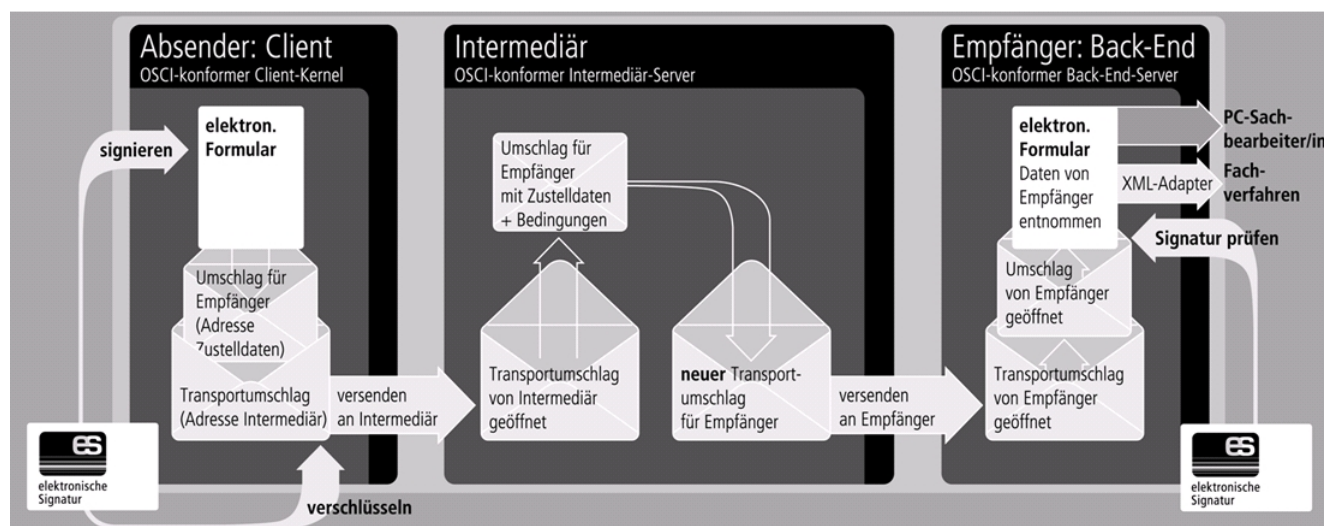 Absender: Client
OSCI-konformer Client-Kernel
signieren
elektron.
Formular
Umschlag für
Empfänger
(Adresse
Zustelldaten)
Transportumschlag
(Adresse Intermediär)
es
elektronische
Signatur
verschlüsseln
versenden
an Intermediär
Intermediär
OSCI-konformer Intermediär-Server
Umschlag für
Empfänger
mit Zustelldaten
+ Bedingungen
Transportumschlag
von Intermediär
geöffnet
neuer Transport-
umschlag
für Empfänger
versenden
an Empfänger
Empfänger: Back-End
OSCI-konformer Back-End-Server
elektron.
Formular
Daten von
Empfänger
entnommen
PC-Sach-
bearbeiter/in
XML-Adapter
Fach-
verfahren
Signatur prüfen
Umschlag
von Empfänger
geöffnet
Transportumschlag
von Empfänger
geöffnet
es
elektronische
Signatur